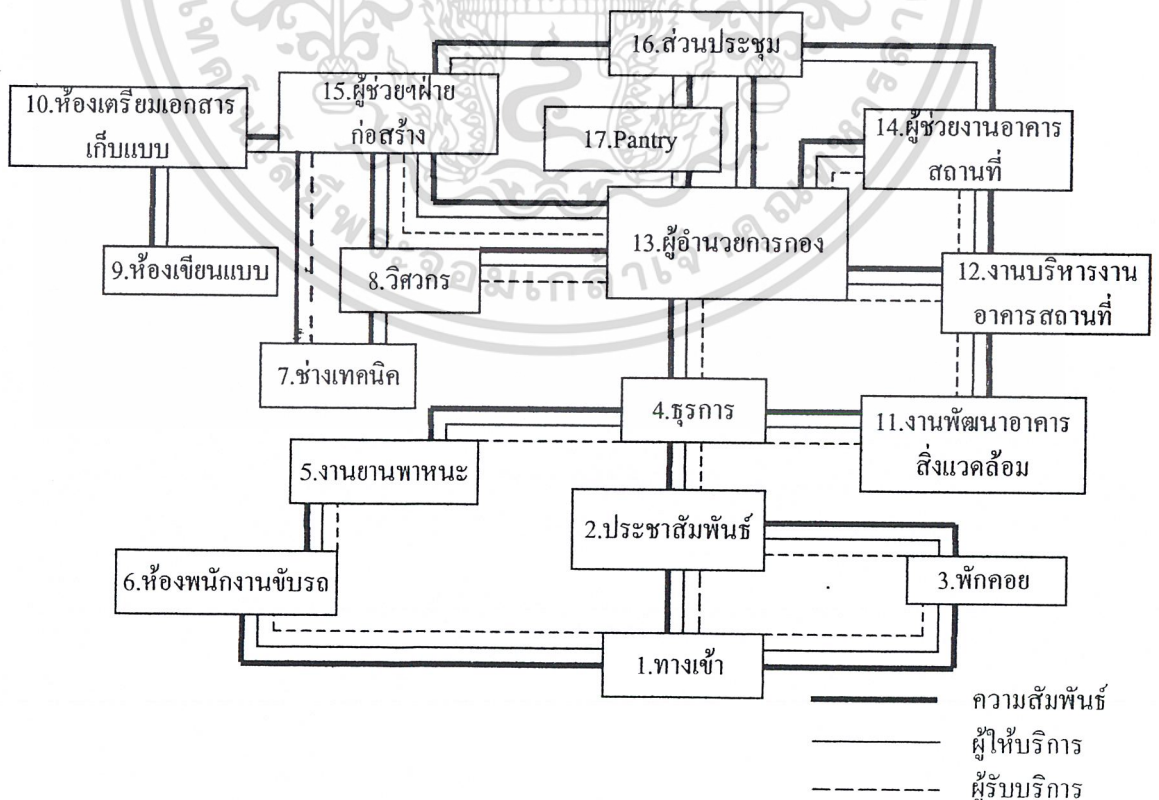 16.ส่วนประชุม
15.ผู้ช่วยฯฝ่าย
ก่อสร้าง
10.ห้องเตรียมเอกสาร
เก็บแบบ
17.Pantry
14.ผู้ช่วยงานอาคาร
สถานที่
13.ผู้อำนวยการกอง
9.ห้องเขียนแบบ
8.วิศวกร
12.งานบริหารงาน
อาคารสถานที่
7.ช่างเทคนิค
4.ธุรการ
11.งานพัฒนาอาคาร
สิ่งแวดล้อม
5.งานยานพาหนะ
2.ประชาสัมพันธ์
6.ห้องพนักงานขับรถ
3.พักคอย
1.ทางเข้า
ความสัมพันธ์
ผู้ให้บริการ
ผู้รับบริการ